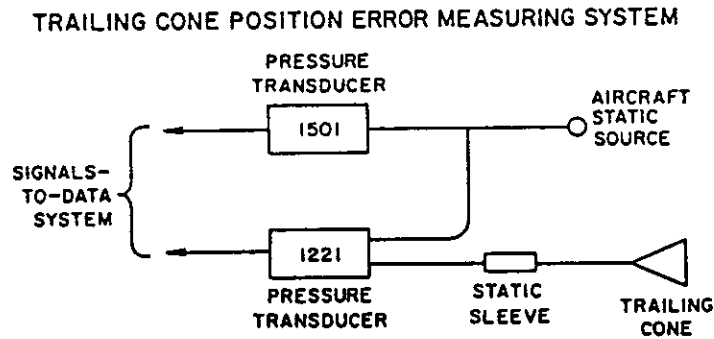 TRAILING CONE POSITION ERROR MEASURING SYSTEM
PRESSURE
TRANSDUCER
1501
AIRCRAFT
STATIC
SOURCE
SIGNALS-
TO-DATA
SYSTEM
1221
PRESSURE
TRANSDUCER
STATIC
SLEEVE
TRAILING
CONE